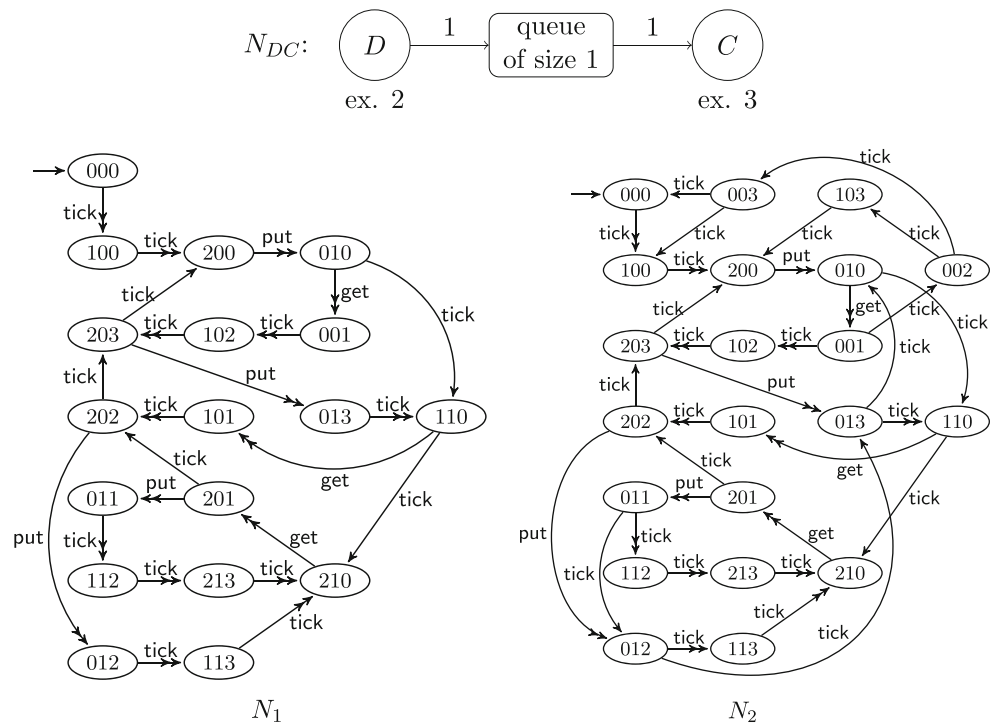 N_DC: D 1 queue of size 1 1 C
ex. 2 ex. 3
000
tick
100 tick 200 put 010
tick get tick
203 tick 102 tick 001
put
tick
202 tick 101 013 tick 110
tick get
011 put 201 tick
put tick get
112 tick 213 tick 210
tick
012 tick 113
N_1
tick
000 tick 003 103
tick tick tick tick
100 tick 200 put 010 002
tick get tick tick
203 tick 102 tick 001
put tick
tick
202 tick 101 013 tick 110
tick get
011 put 201 tick
put tick get
tick
112 tick 213 tick 210
tick tick
012 tick 113
N_2